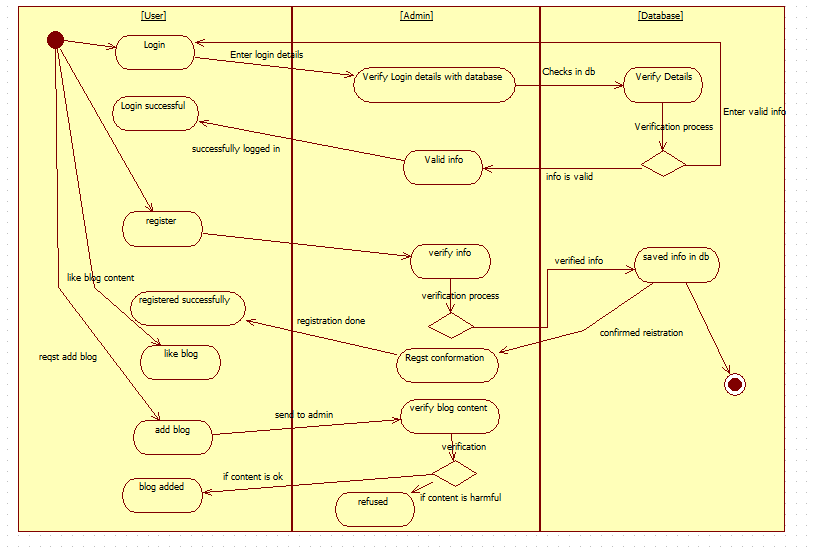 [User]
[Admin]
[Database]
Login
Enter login details
Verify Login details with database
Checks in db
Verify Details
Login successful
Enter valid info
Verification process
successfully logged in
Valid info
info is valid
register
verify info
saved info in db
verified info
like blog content
verification process
registered successfully
registration done
confirmed reistration
like blog
reqst add blog
Regst conformation
verify blog content
send to admin
add blog
verification
if content is ok
blog added
if content is harmful
refused